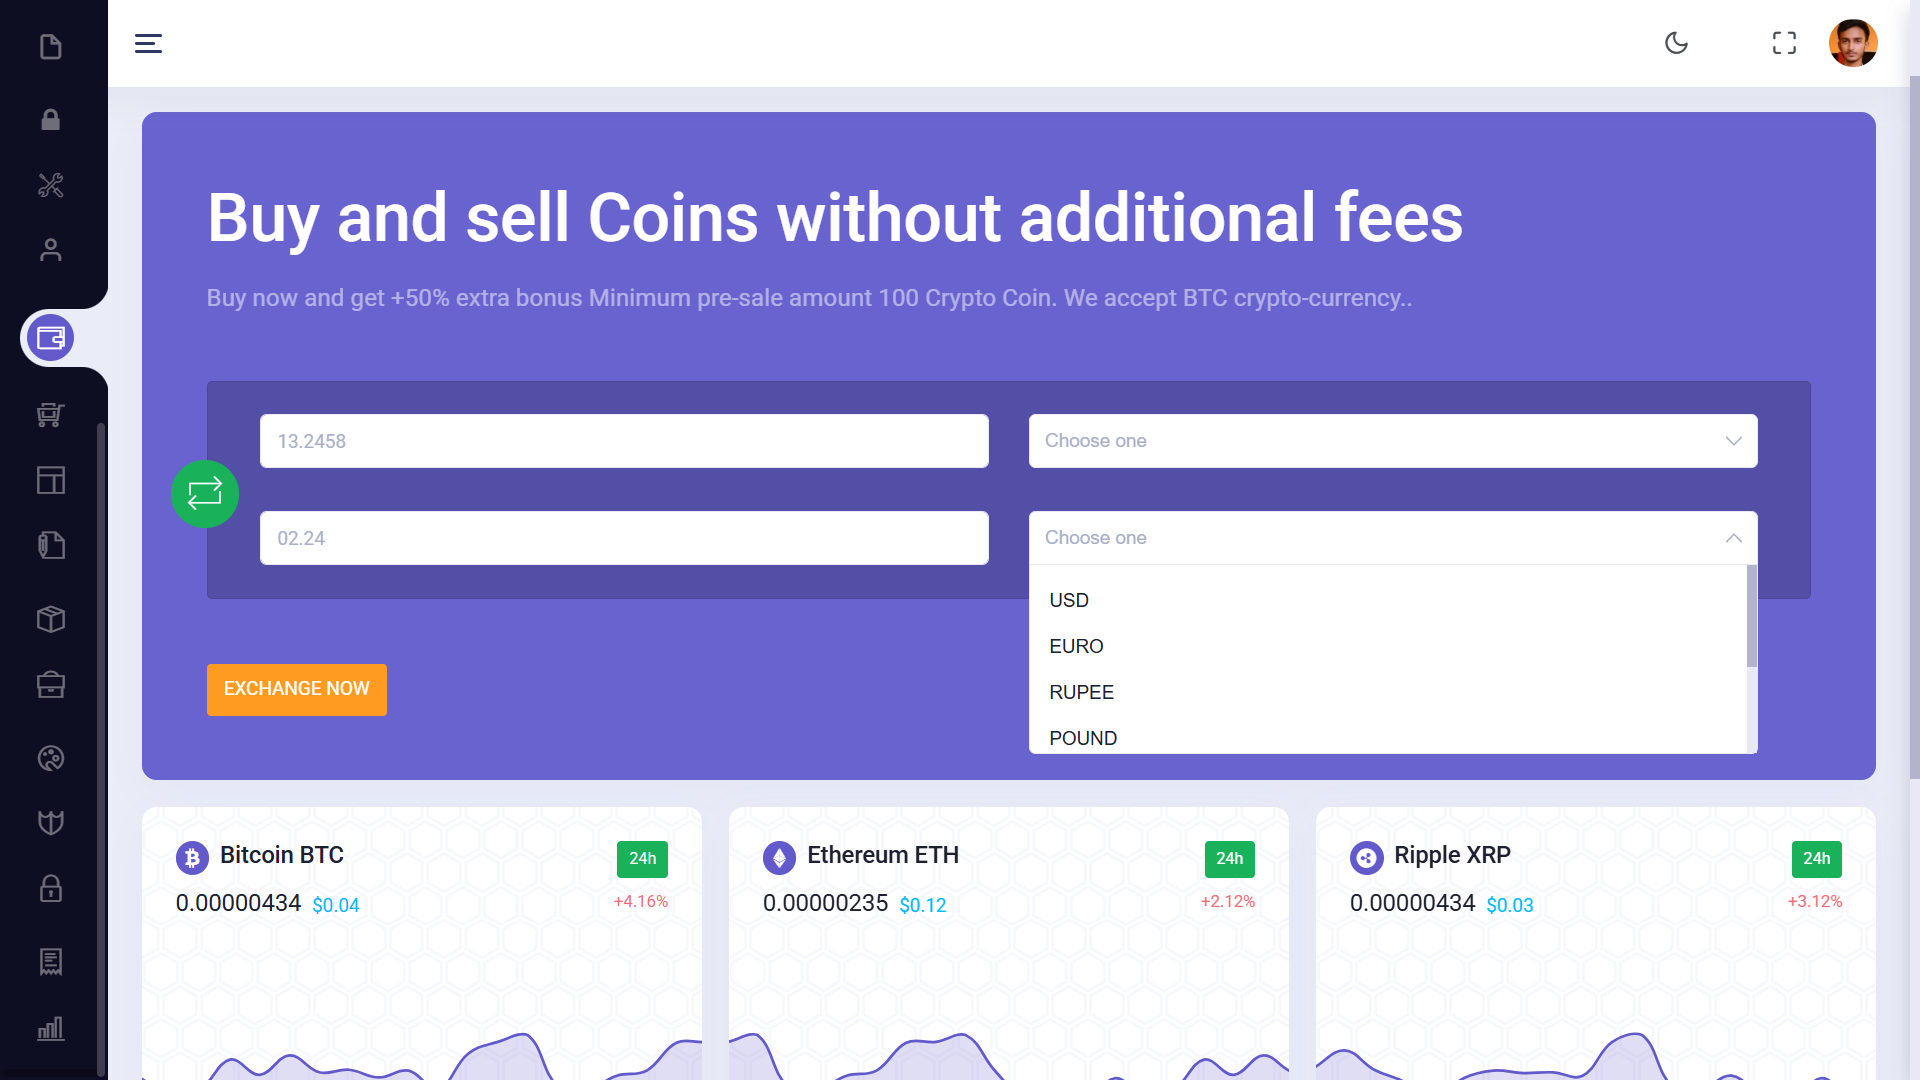 Buy and sell Coins without additional fees
Buy now and get +50% extra bonus Minimum pre-sale amount 100 Crypto Coin. We accept BTC crypto-currency..
13.2458
Choose one
02.24
Choose one
USD
EURO
RUPEE
POUND
EXCHANGE NOW
Bitcoin BTC
24h
0.00000434 $0.04
+4.16%
Ethereum ETH
24h
0.00000235 $0.12
+2.12%
Ripple XRP
24h
0.00000434 $0.03
+3.12%